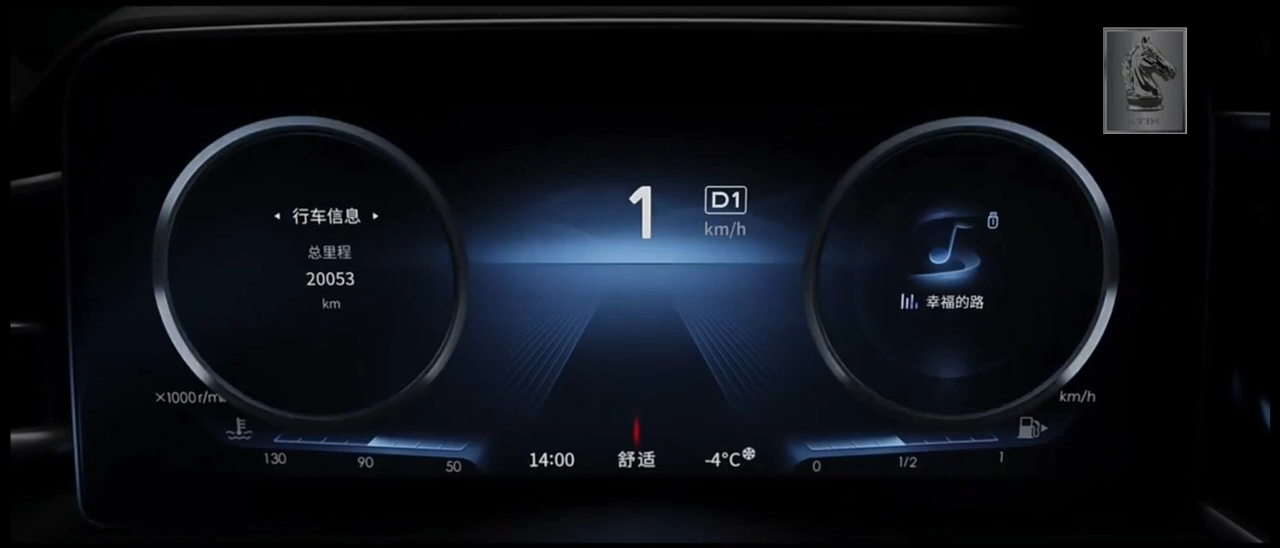 行车信息
总里程
20053
km
1
D1
km/h
幸福的路
×1000r/m
km/h
130
90
50
14:00
舒适
-4°C
0
1/2
1